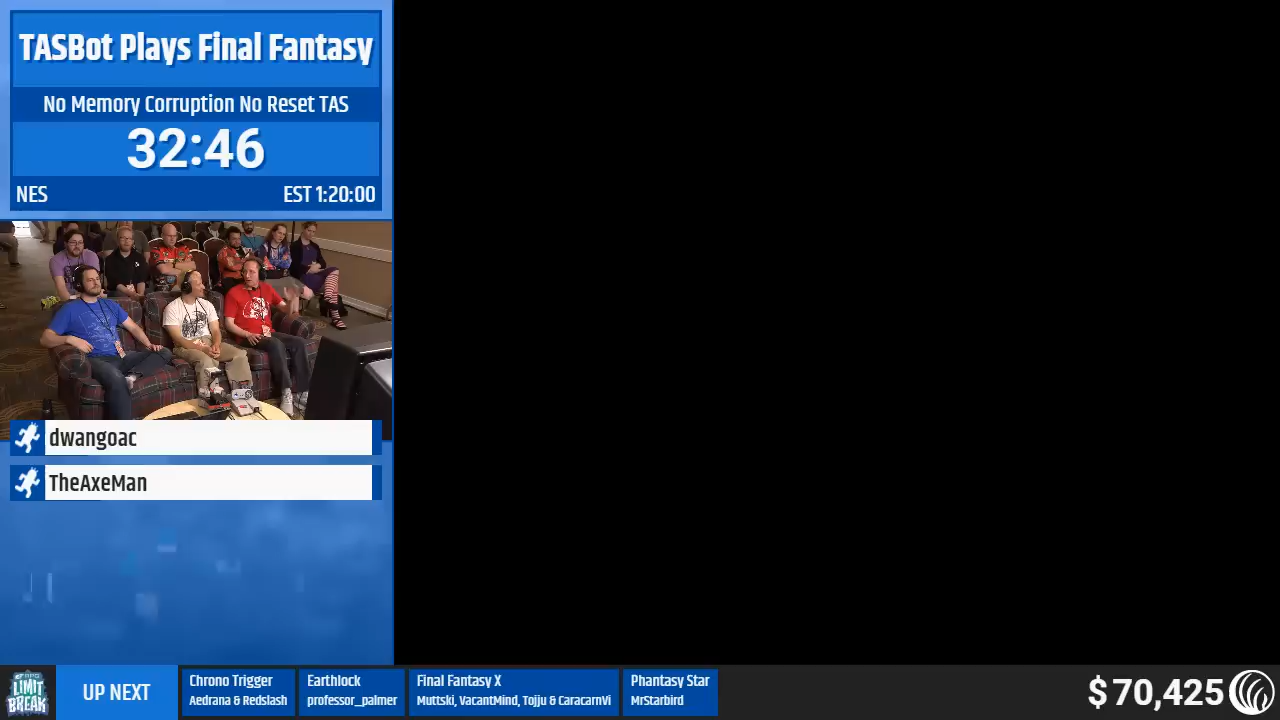 TASBot Plays Final Fantasy
No Memory Corruption No Reset TAS
32:46
NES
EST 1:20:00
dwangoac
TheAxeMan
RPG
LIMIT
BREAK
UP NEXT
Chrono Trigger
Aedrana & Redslash
Earthlock
professor_palmer
Final Fantasy X
Muttski, VacantMind, Tojju & CaracarnVi
Phantasy Star
MrStarbird
$70,425